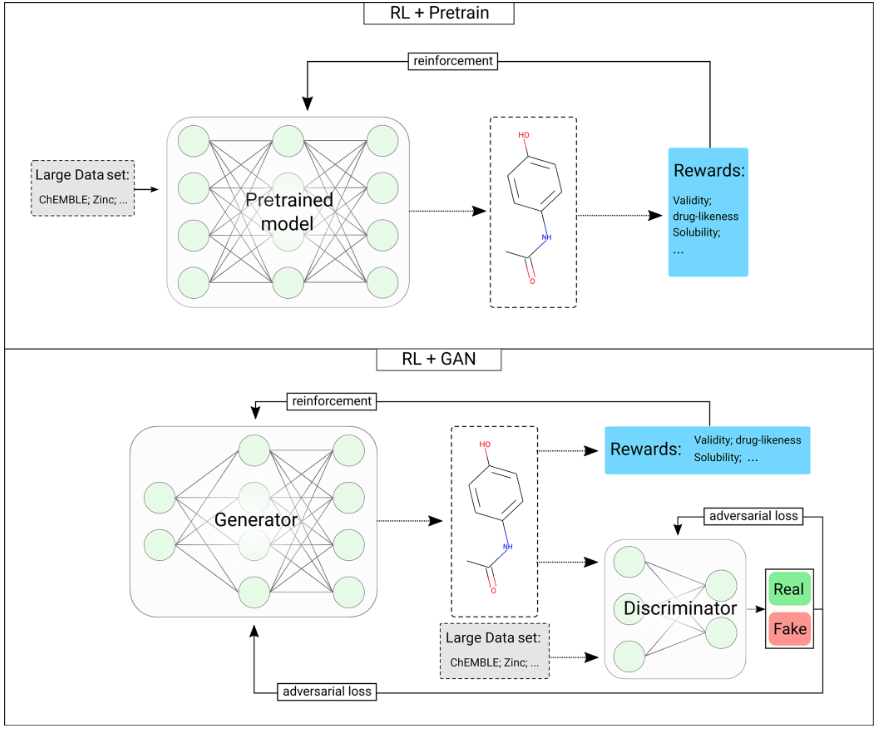 RL + Pretrain
reinforcement
Large Data set:
ChEMBLE; Zinc; ...
Pretrained
model
HO
NH
O
Rewards:
Validity;
drug-likeness
Solubility;
...
RL + GAN
reinforcement
Generator
HO
NH
O
Rewards: Validity; drug-likeness
Solubility; ...
adversarial loss
Discriminator
Real
Fake
Large Data set:
ChEMBLE; Zinc; ...
adversarial loss